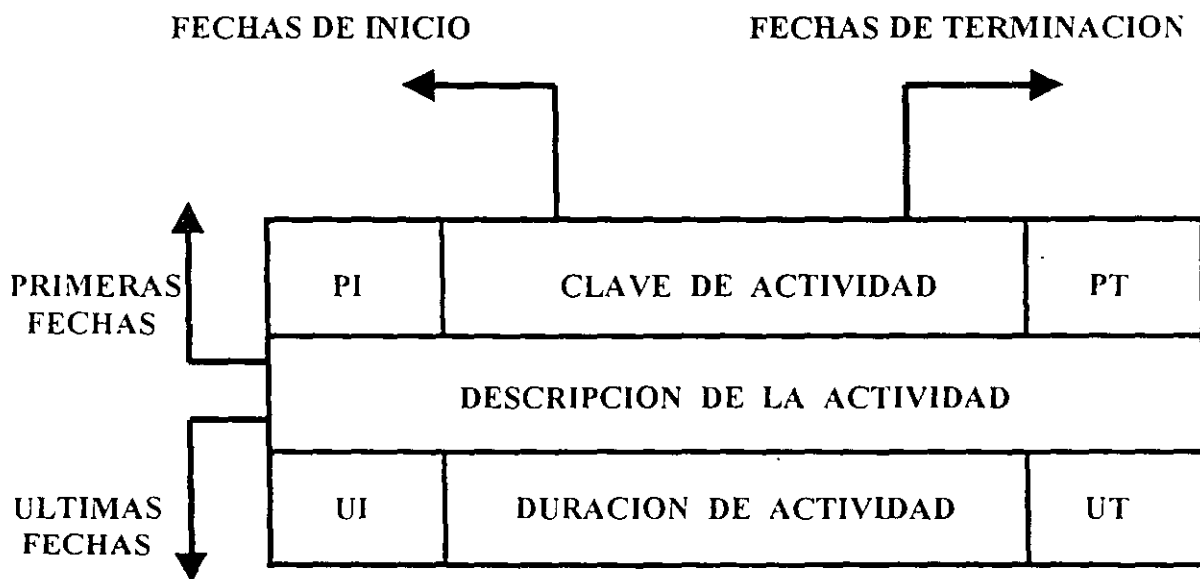 FECHAS DE INICIO
FECHAS DE TERMINACION
PRIMERAS
FECHAS
PI
CLAVE DE ACTIVIDAD
PT
DESCRIPCION DE LA ACTIVIDAD
ULTIMAS
FECHAS
UI
DURACION DE ACTIVIDAD
UT